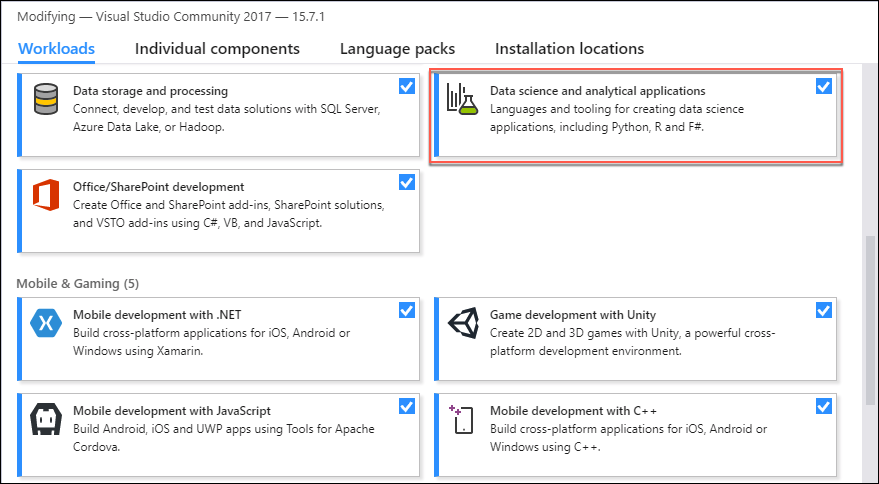 Modifying — Visual Studio Community 2017 — 15.7.1
Workloads Individual components Language packs Installation locations
Data storage and processing
Connect, develop, and test data solutions with SQL Server,
Azure Data Lake, or Hadoop.
Data science and analytical applications
Languages and tooling for creating data science
applications, including Python, R and F#.
Office/SharePoint development
Create Office and SharePoint add-ins, SharePoint solutions,
and VSTO add-ins using C#, VB, and JavaScript.
Mobile & Gaming (5)
Mobile development with .NET
Build cross-platform applications for iOS, Android or
Windows using Xamarin.
Game development with Unity
Create 2D and 3D games with Unity, a powerful cross-
platform development environment.
Mobile development with JavaScript
Build Android, iOS and UWP apps using Tools for Apache
Cordova.
Mobile development with C++
Build cross-platform applications for iOS, Android or
Windows using C++.